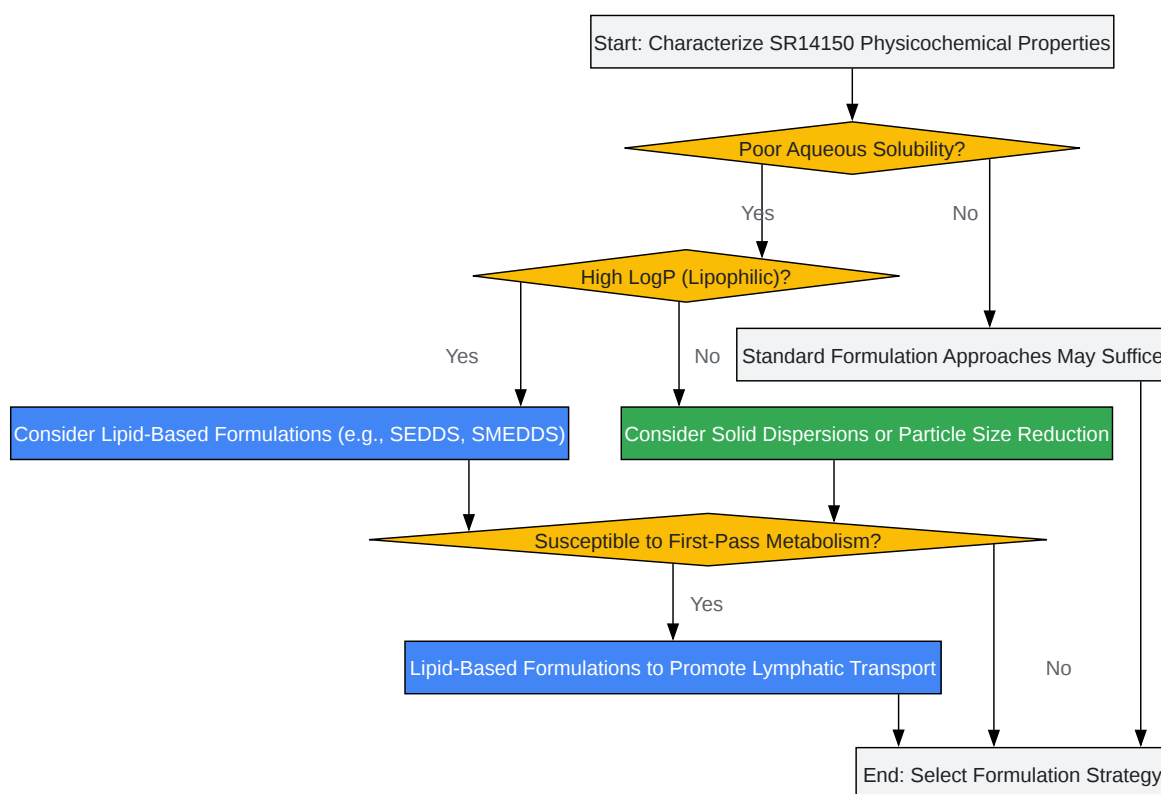 Start: Characterize SR14150 Physicochemical Properties
Poor Aqueous Solubility?
Yes
No
High LogP (Lipophilic)?
Yes
No
Standard Formulation Approaches May Suffice
Consider Lipid-Based Formulations (e.g., SEDDS, SMEDDS)
Consider Solid Dispersions or Particle Size Reduction
Susceptible to First-Pass Metabolism?
Yes
No
Lipid-Based Formulations to Promote Lymphatic Transport
End: Select Formulation Strategy